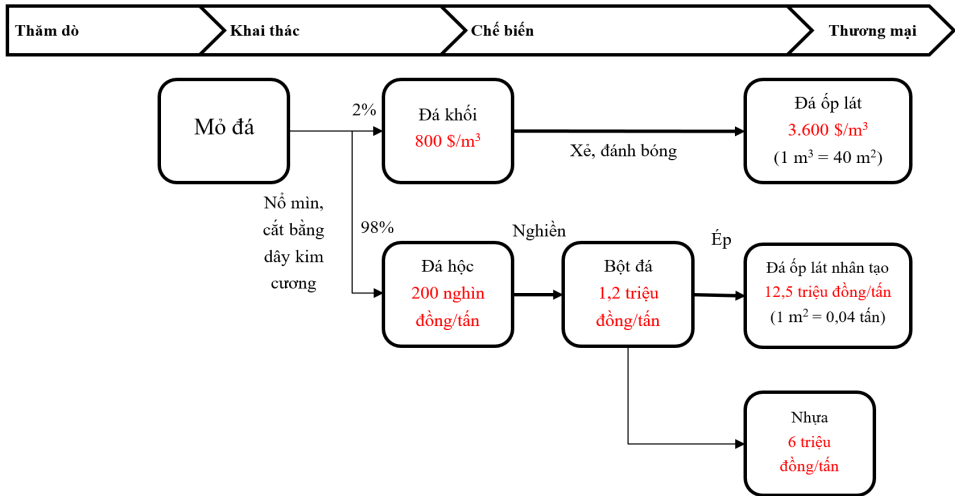 Thăm dò
Khai thác
Chế biến
Thương mại
Mỏ đá
2%
Đá khối
800 $/m³
Xẻ, đánh bóng
Đá ốp lát
3.600 $/m³
(1 m³ = 40 m²)
Nổ mìn,
cắt bằng
dây kim
cương
98%
Đá hộc
200 nghìn
đồng/tấn
Nghiền
Bột đá
1,2 triệu
đồng/tấn
Ép
Đá ốp lát nhân tạo
12,5 triệu đồng/tấn
(1 m² = 0,04 tấn)
Nhựa
6 triệu
đồng/tấn